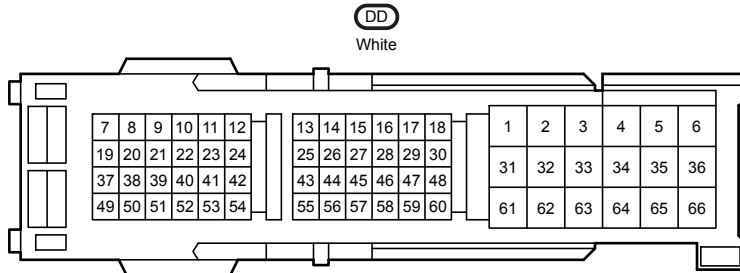 DD
White
7 8 9 10 11 12 13 14 15 16 17 18 1 2 3 4 5 6
19 20 21 22 23 24 25 26 27 28 29 30 31 32 33 34 35 36
37 38 39 40 41 42 43 44 45 46 47 48
49 50 51 52 53 54 55 56 57 58 59 60 61 62 63 64 65 66